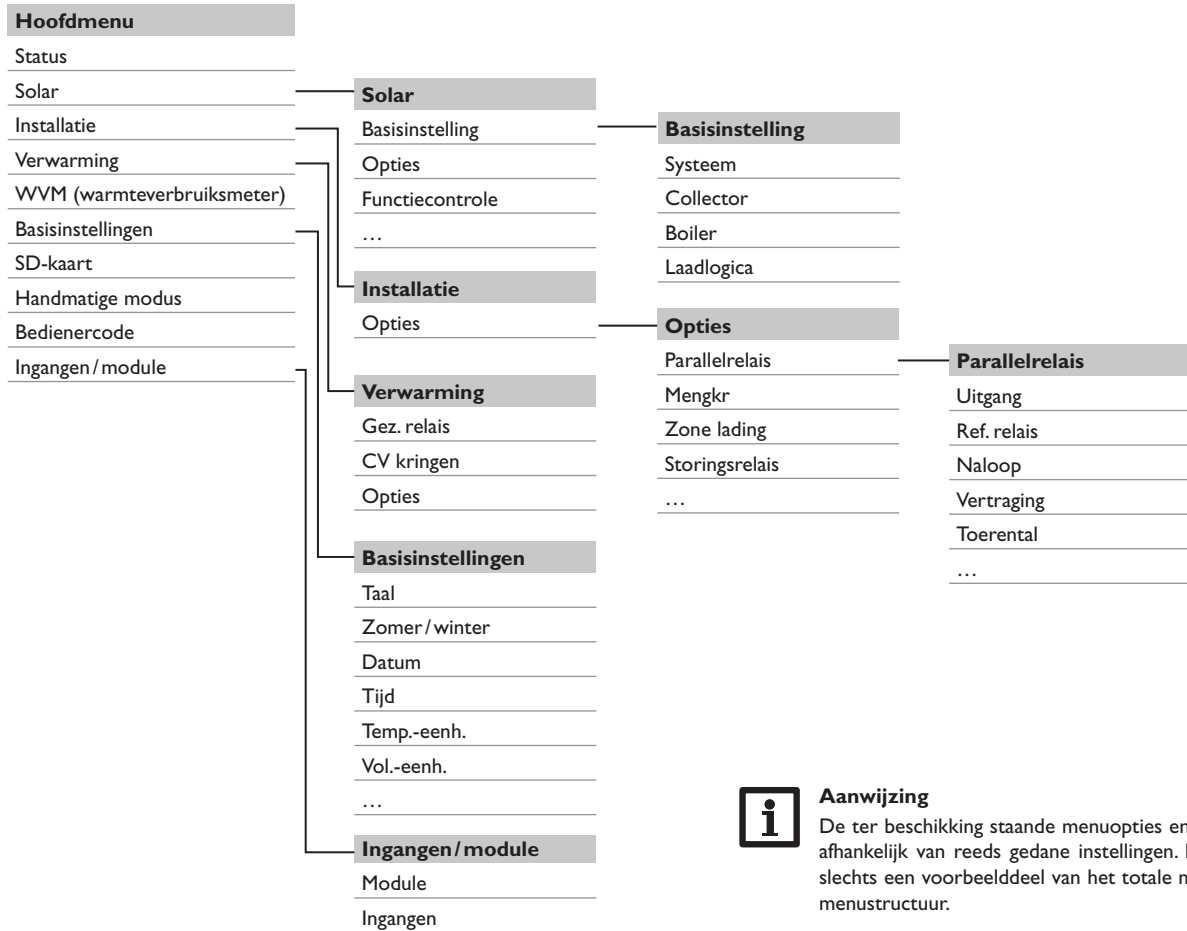 Hoofdmenu
Status
Solar
Installatie
Verwarming
WVM (warmteverbruiksmeter)
Basisinstellingen
SD-kaart
Handmatige modus
Bedienercode
Ingangen / module
Solar
Basisinstelling
Opties
Functiecontrole
…
Installatie
Opties
Verwarming
Gez. relais
CV kringen
Opties
Basisinstellingen
Taal
Zomer / winter
Datum
Tijd
Temp.-eenh.
Vol.-eenh.
…
Ingangen / module
Module
Ingangen
Basisinstelling
Systeem
Collector
Boiler
Laadlogica
Opties
Parallelrelais
Mengkr
Zone lading
Storingsrelais
…
Parallelrelais
Uitgang
Ref. relais
Naloop
Vertraging
Toerental
…
Aanwijzing
De ter beschikking staande menuopties en
afhankelijk van reeds gedane instellingen.
slechts een voorbeelddeel van het totale
menustructuur.